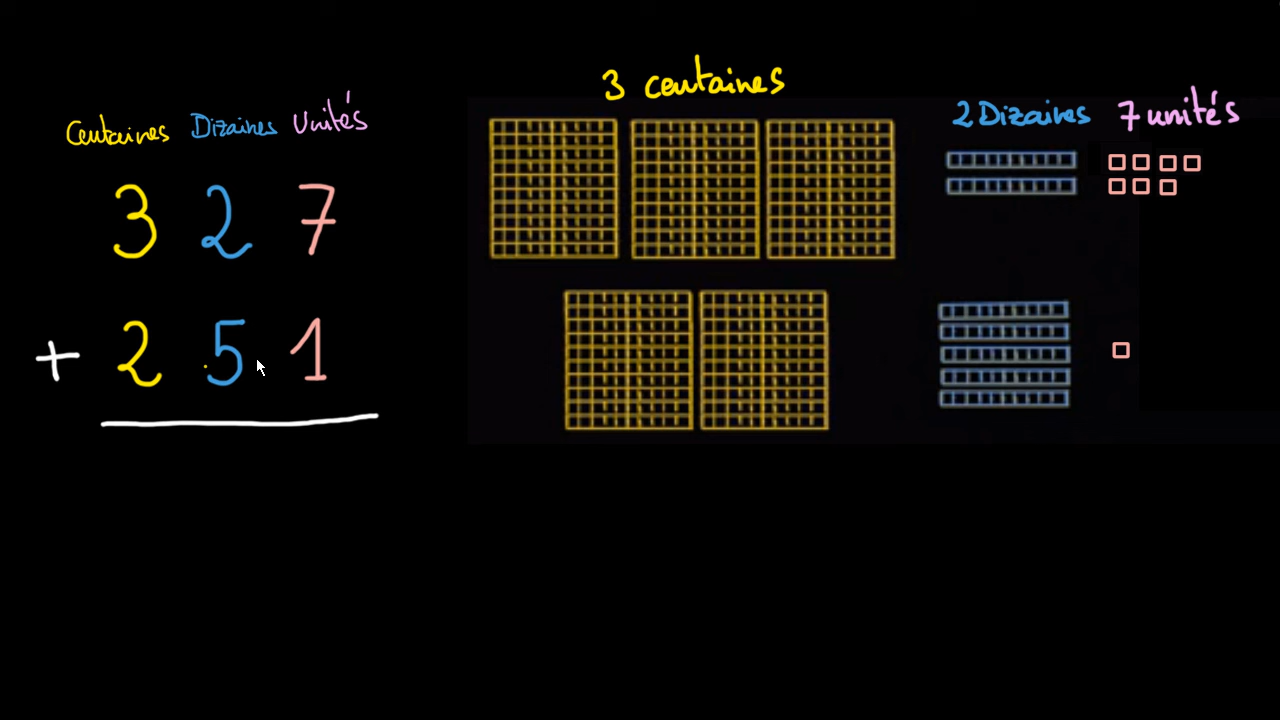 3 centaines
2 Dizaines 7 unités
Centaines Dizaines Unités
3 2 7
+ 2 5 1